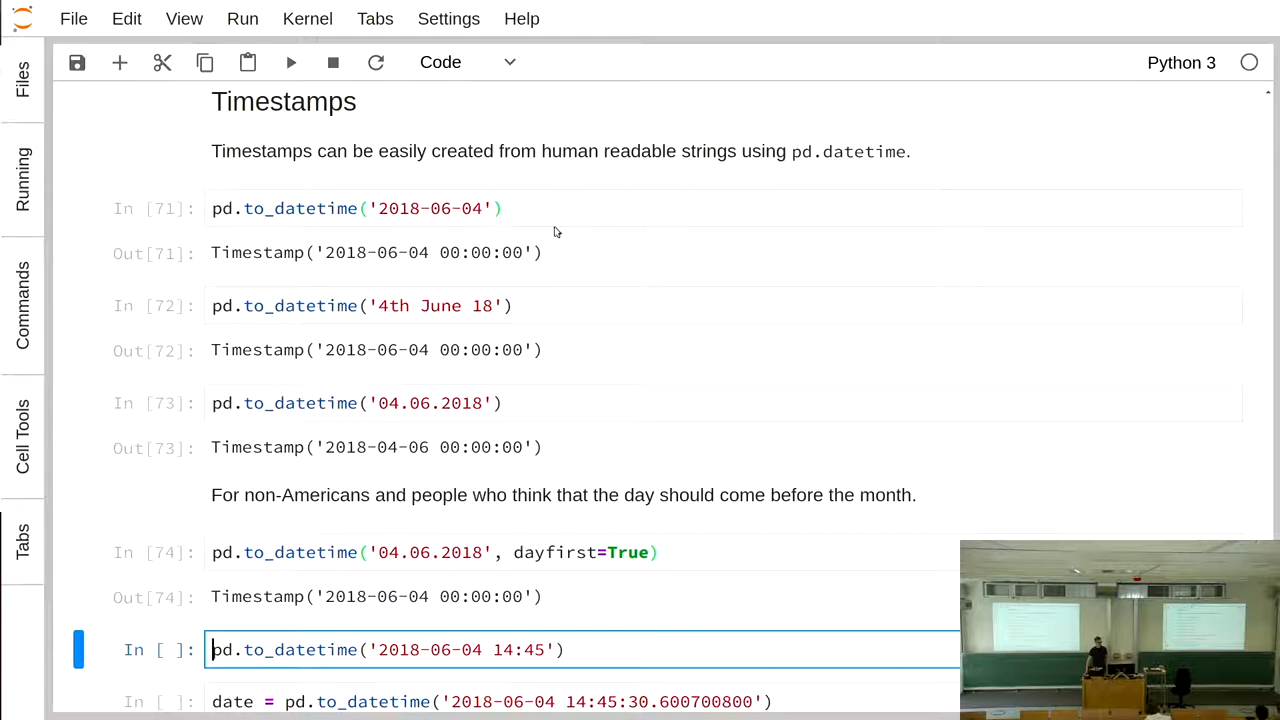 File Edit View Run Kernel Tabs Settings Help
Code Python 3
Files
Running
Commands
Cell Tools
Tabs
Timestamps
Timestamps can be easily created from human readable strings using pd.datetime.
In [71]: pd.to_datetime('2018-06-04')
Out[71]: Timestamp('2018-06-04 00:00:00')
In [72]: pd.to_datetime('4th June 18')
Out[72]: Timestamp('2018-06-04 00:00:00')
In [73]: pd.to_datetime('04.06.2018')
Out[73]: Timestamp('2018-04-06 00:00:00')
For non-Americans and people who think that the day should come before the month.
In [74]: pd.to_datetime('04.06.2018', dayfirst=True)
Out[74]: Timestamp('2018-06-04 00:00:00')
In [ ]: pd.to_datetime('2018-06-04 14:45')
In [ ]: date = pd.to_datetime('2018-06-04 14:45:30.600700800')